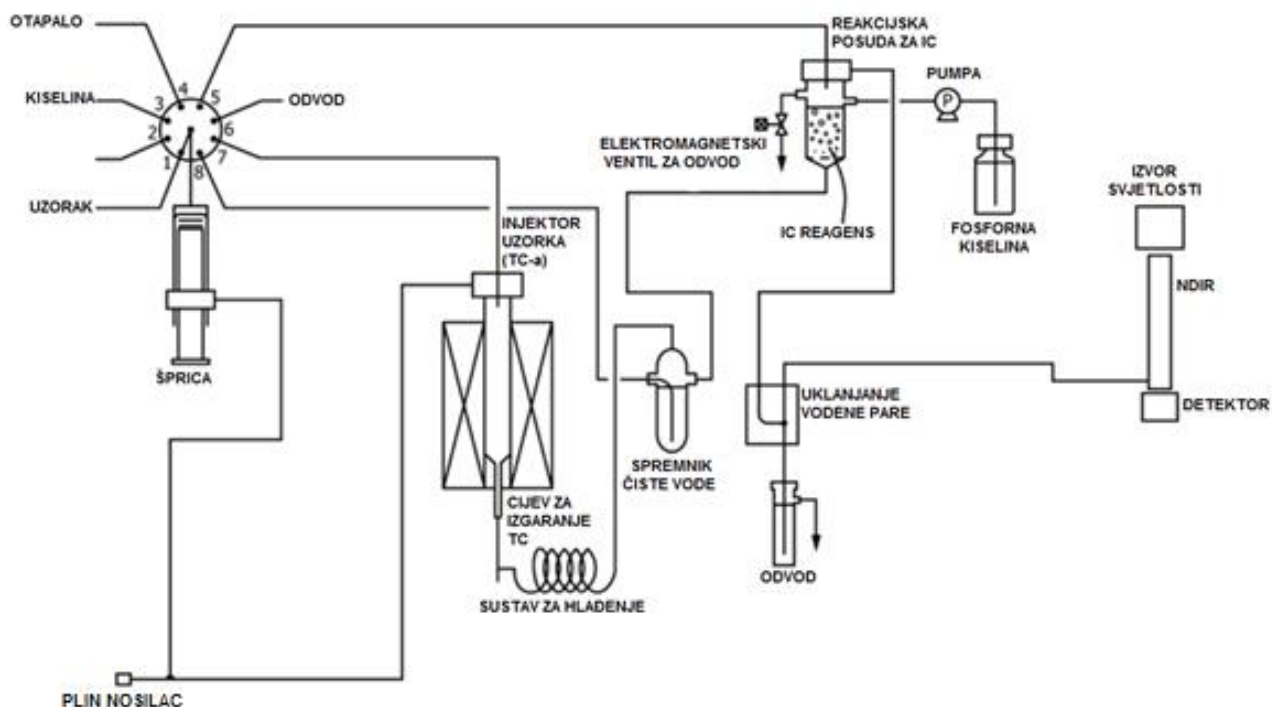 OTAPALO
KISELINA
UZORAK
ODVOD
1
2
3
4
5
6
7
8
ŠPRICA
PLIN NOSILAC
INJEKTOR
UZORKA
(TC-a)
CIJEV ZA
IZGARANJE
TC
SUSTAV ZA HLAĐENJE
SPREMNIK
ČISTE VODE
REAKCIJSKA
POSUDA ZA IC
ELEKTROMAGNETSKI
VENTIL ZA ODVOD
IC REAGENS
PUMPA
P
FOSFORNA
KISELINA
UKLANJANJE
VODENE PARE
ODVOD
IZVOR
SVJETLOSTI
NDIR
DETEKTOR